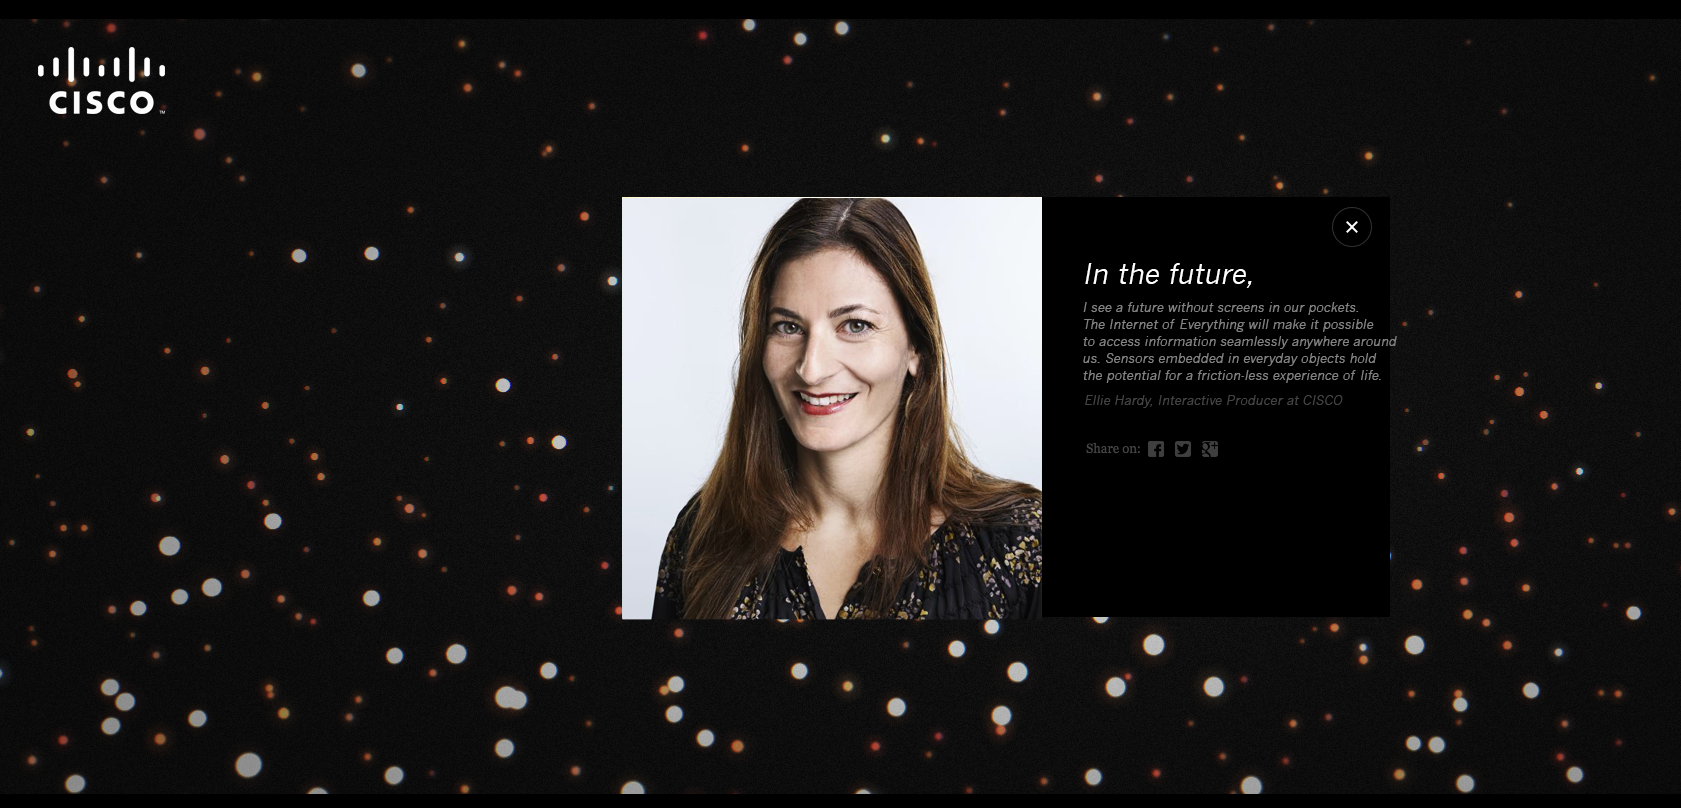 CISCO
TM
In the future,
I see a future without screens in our pockets.
The Internet of Everything will make it possible
to access information seamlessly anywhere around
us. Sensors embedded in everyday objects hold
the potential for a friction-less experience of life.
Ellie Hardy, Interactive Producer at CISCO
Share on: